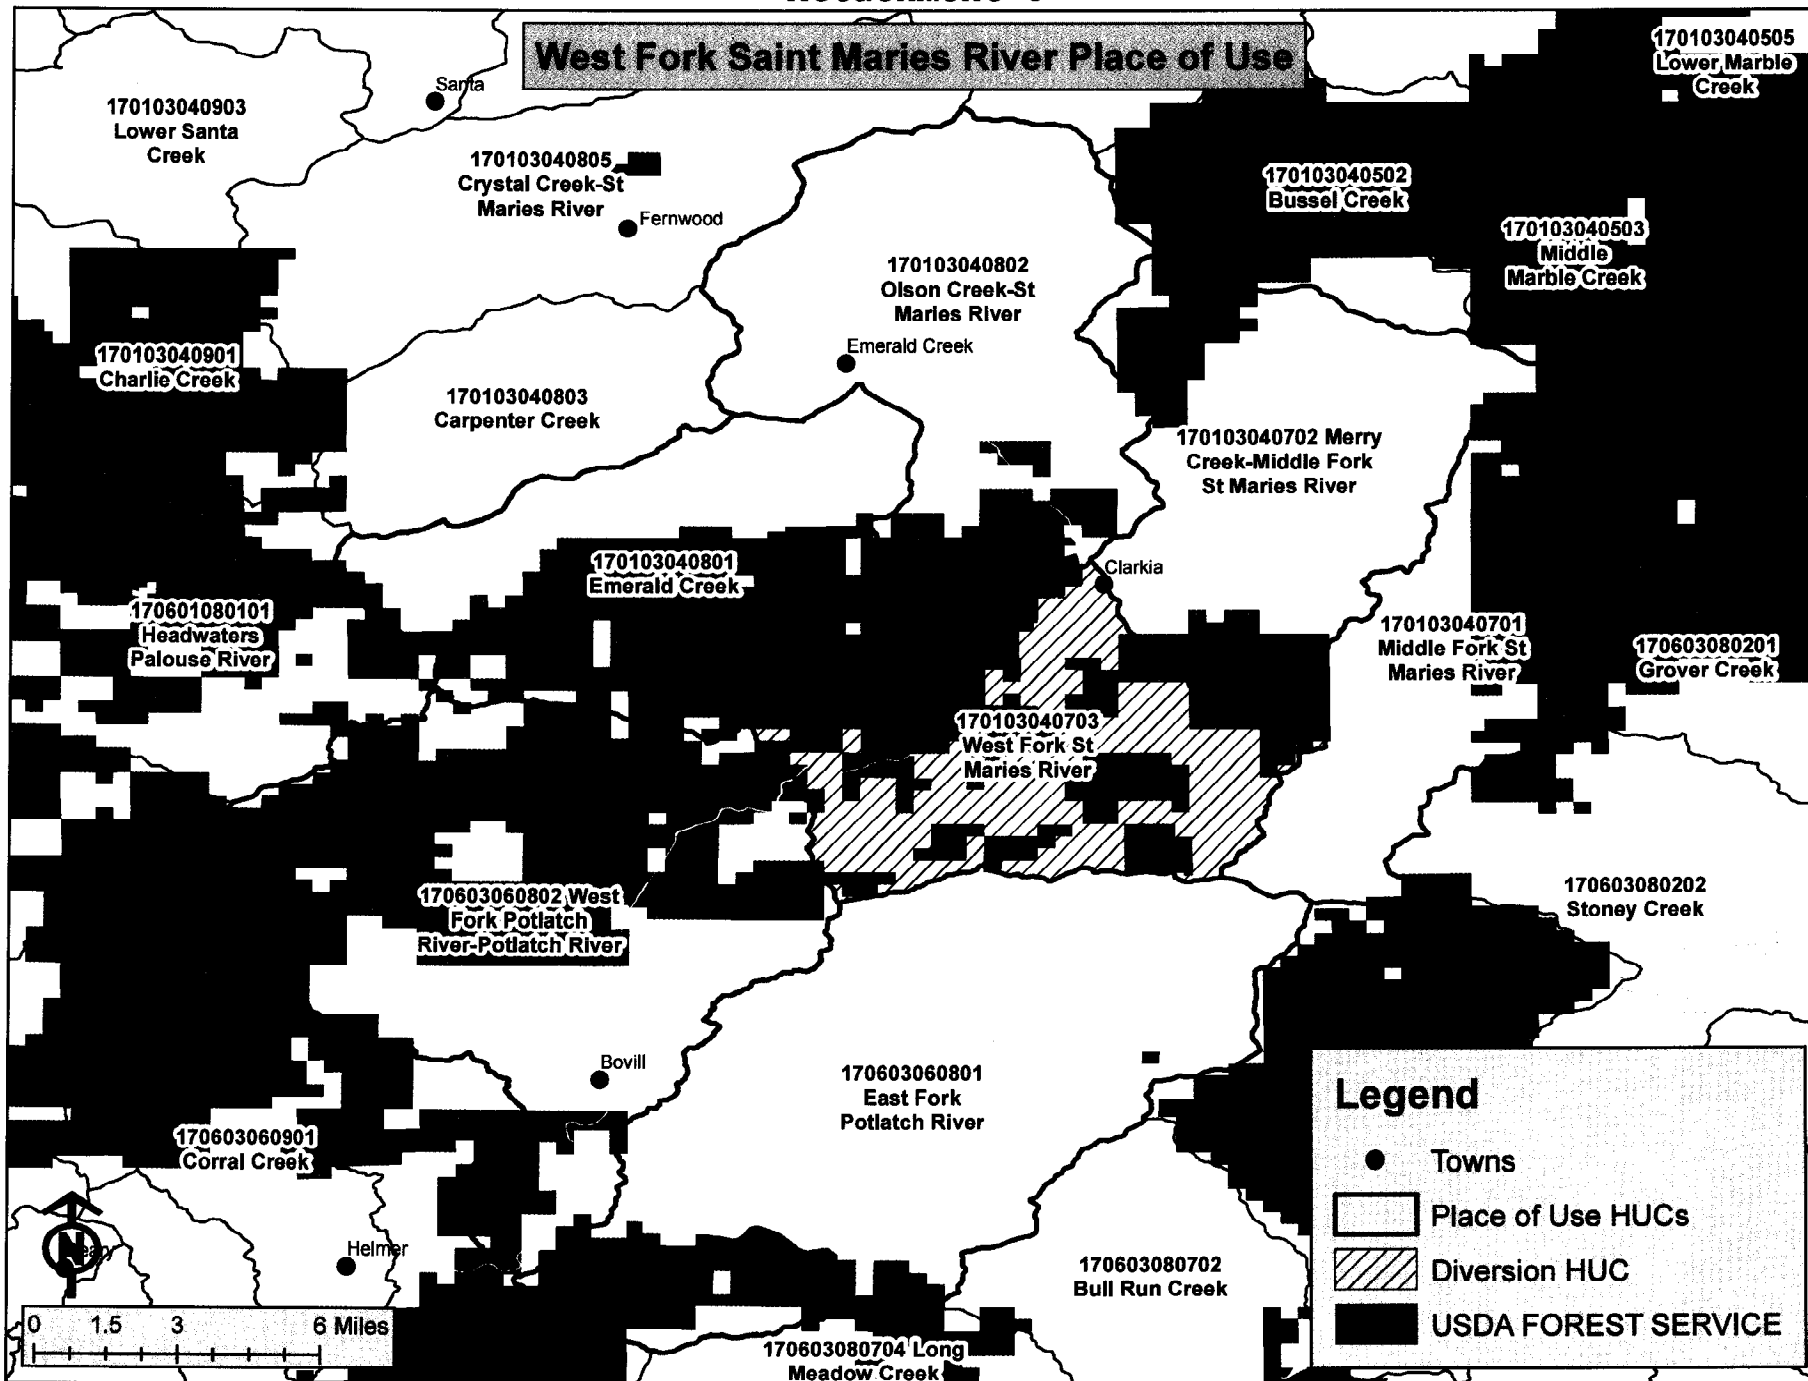 West Fork Saint Maries River Place of Use
170103040505
Lower Marble
Creek
Santa
170103040903
Lower Santa
Creek
170103040805
Crystal Creek-St
Maries River
Fernwood
170103040502
Bussel Creek
170103040503
Middle
Marble Creek
170103040802
Olson Creek-St
Maries River
Emerald Creek
170103040901
Charlie Creek
170103040803
Carpenter Creek
170103040702 Merry
Creek-Middle Fork
St Maries River
170103040801
Emerald Creek
Clarkia
170601080101
Headwaters
Palouse River
170103040701
Middle Fork St
Maries River
170603080201
Grover Creek
170103040703
West Fork St
Maries River
170603060802 West
Fork Potlatch
River-Potlatch River
170603080202
Stoney Creek
Bovill
170603060801
East Fork
Potlatch River
170603060901
Corral Creek
N
Helmer
170603080702
Bull Run Creek
170603080704 Long
Meadow Creek
0 1.5 3 6 Miles
Legend
Towns
Place of Use HUCs
Diversion HUC
USDA FOREST SERVICE